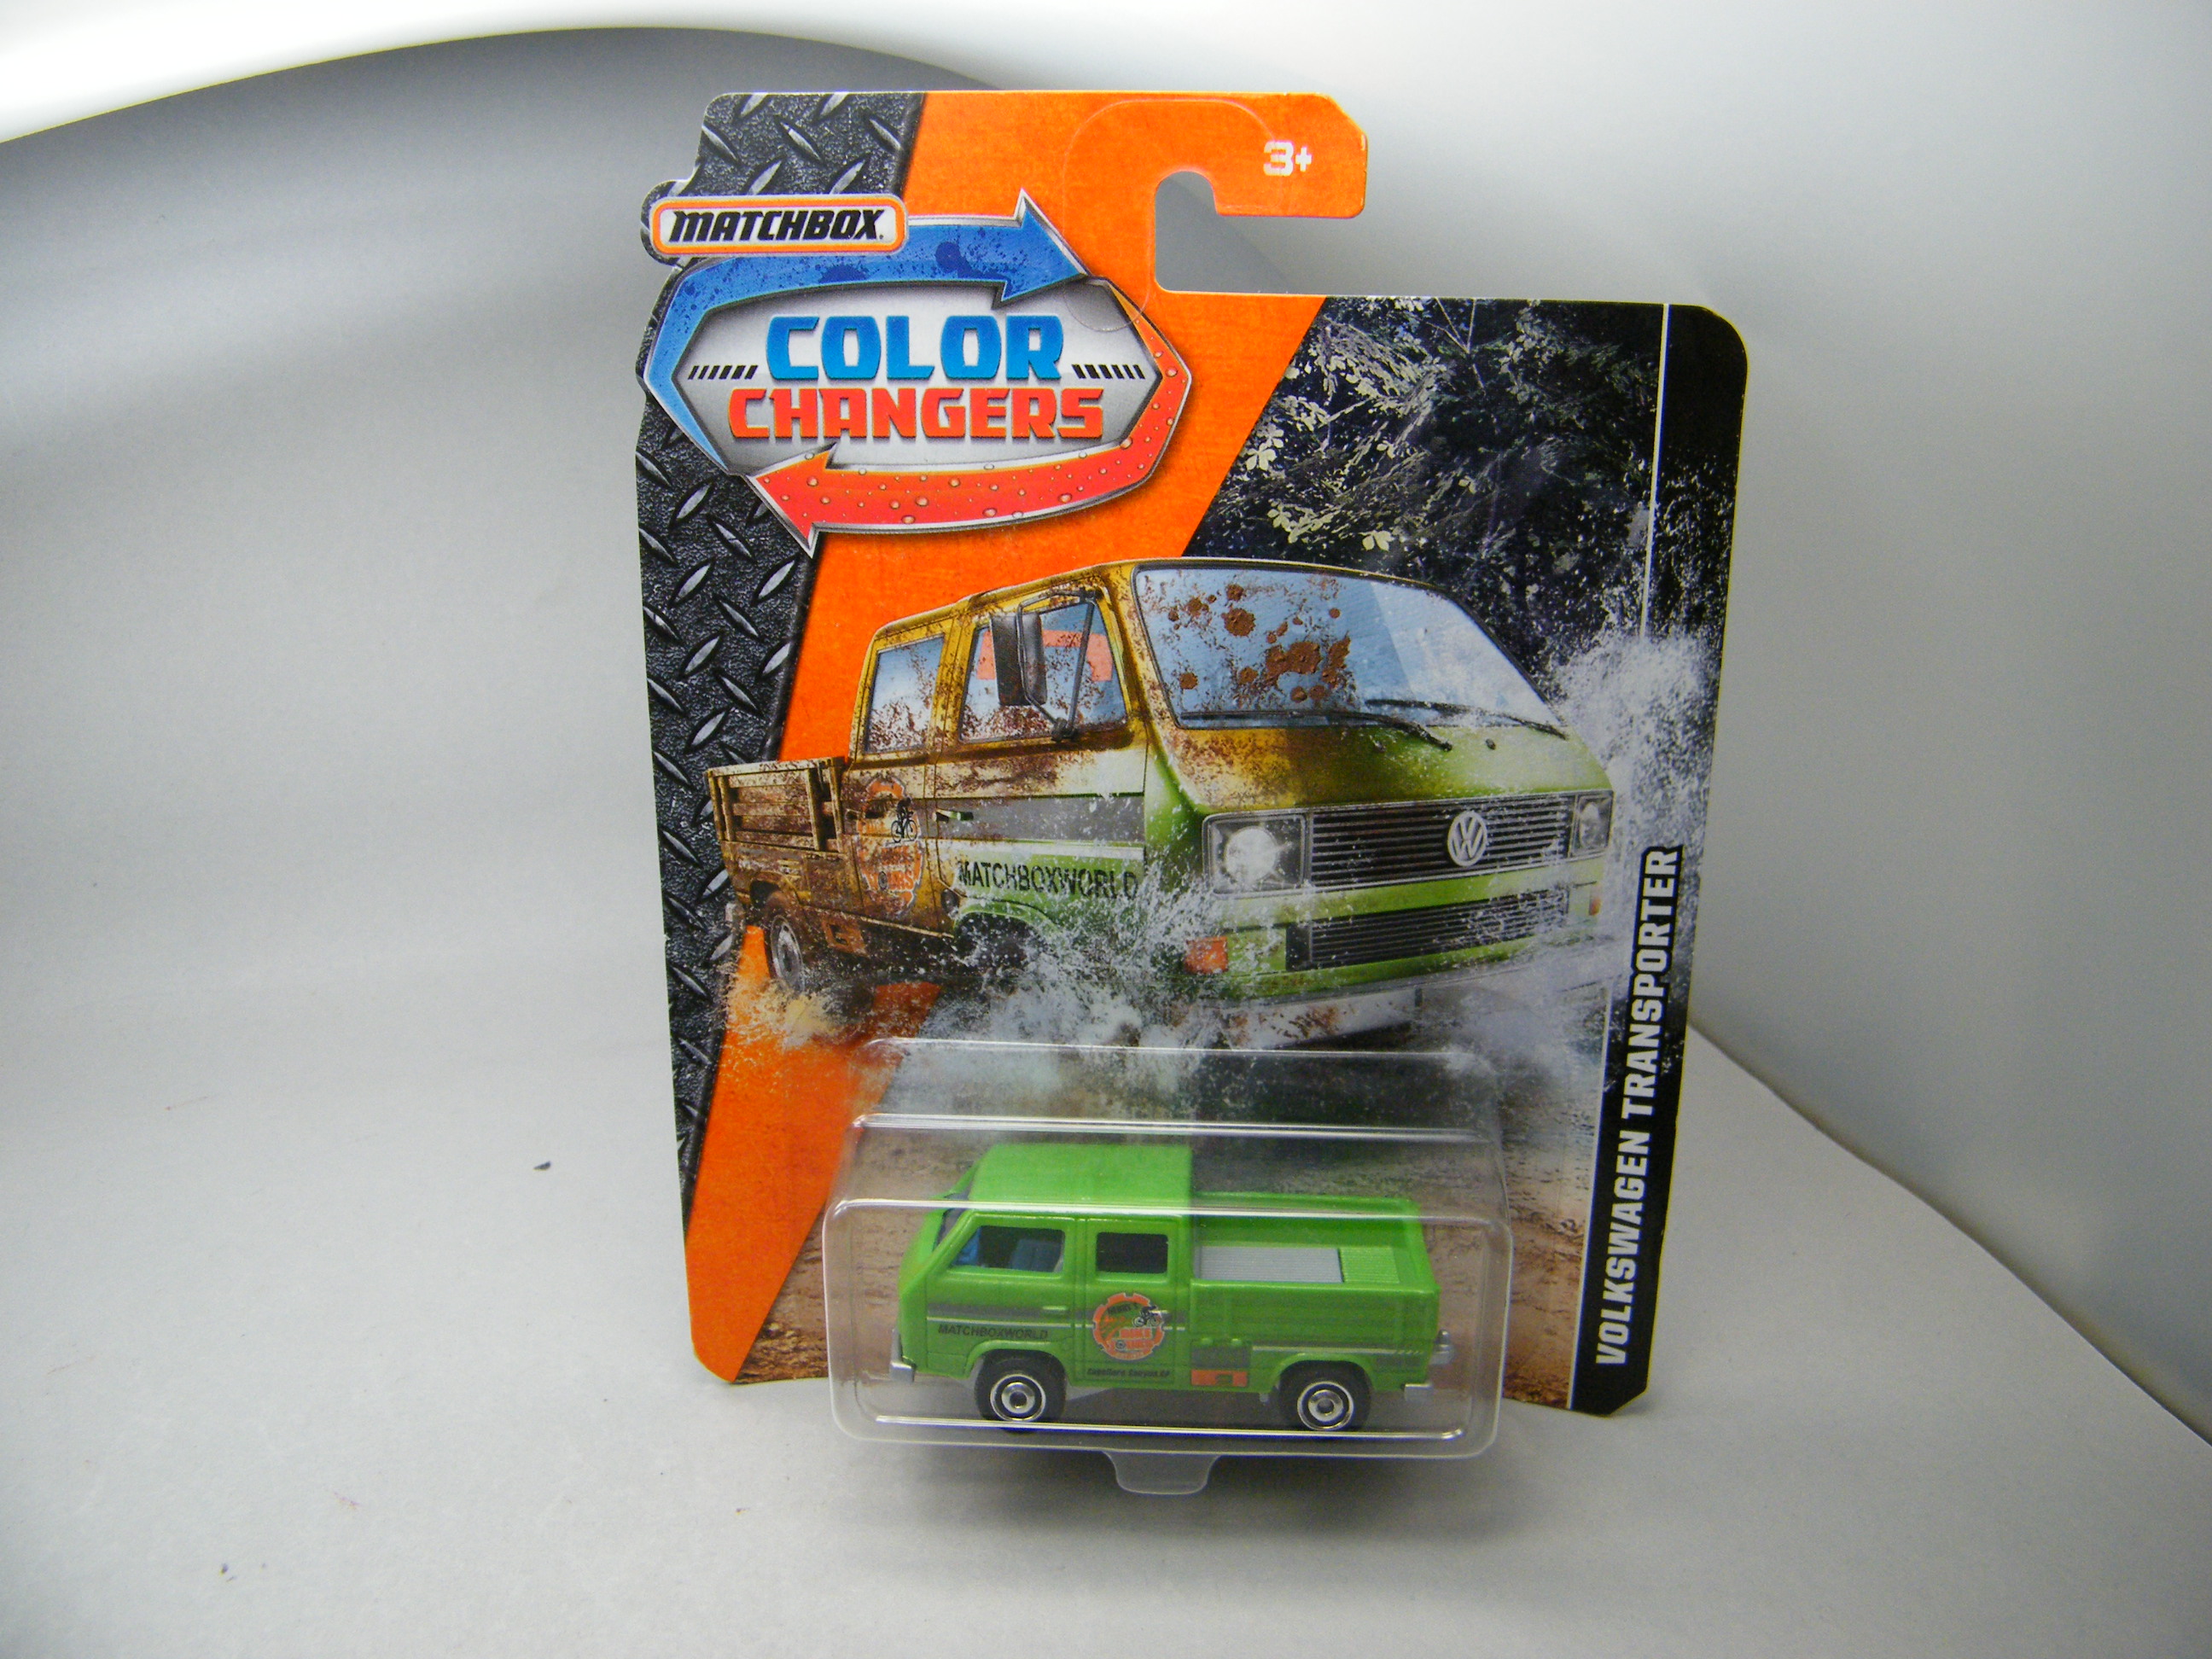 3+
MATCHBOX
COLOR
CHANGERS
MATCHBOXWORLD
VOLKSWAGEN TRANSPORTER
MATCHBOXWORLD